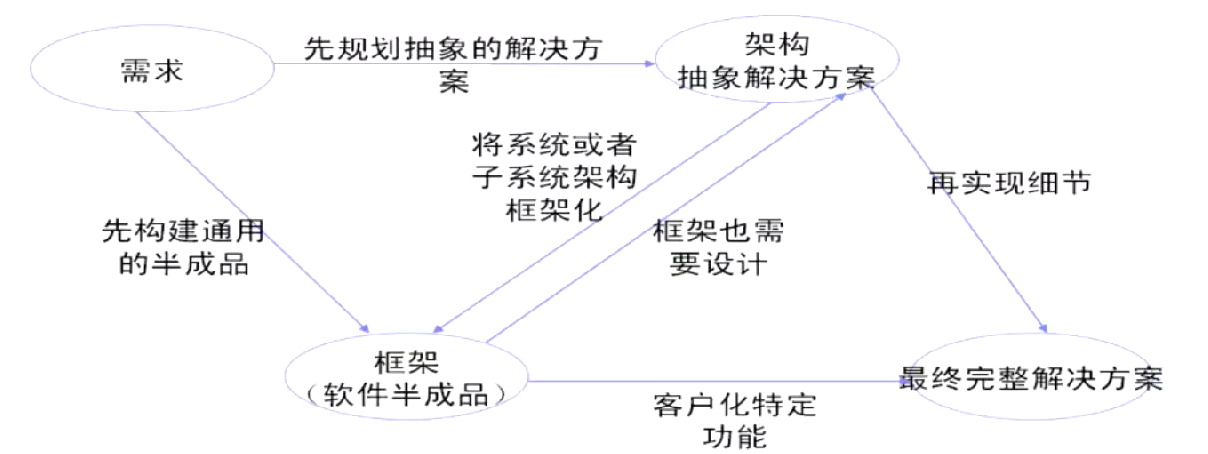 需求
先规划抽象的解决方
案
架构
抽象解决方案
将系统或者
子系统架构
框架化
再实现细节
先构建通用
的半成品
框架也需
要设计
框架
（软件半成品）
客户化特定
功能
最终完整解决方案